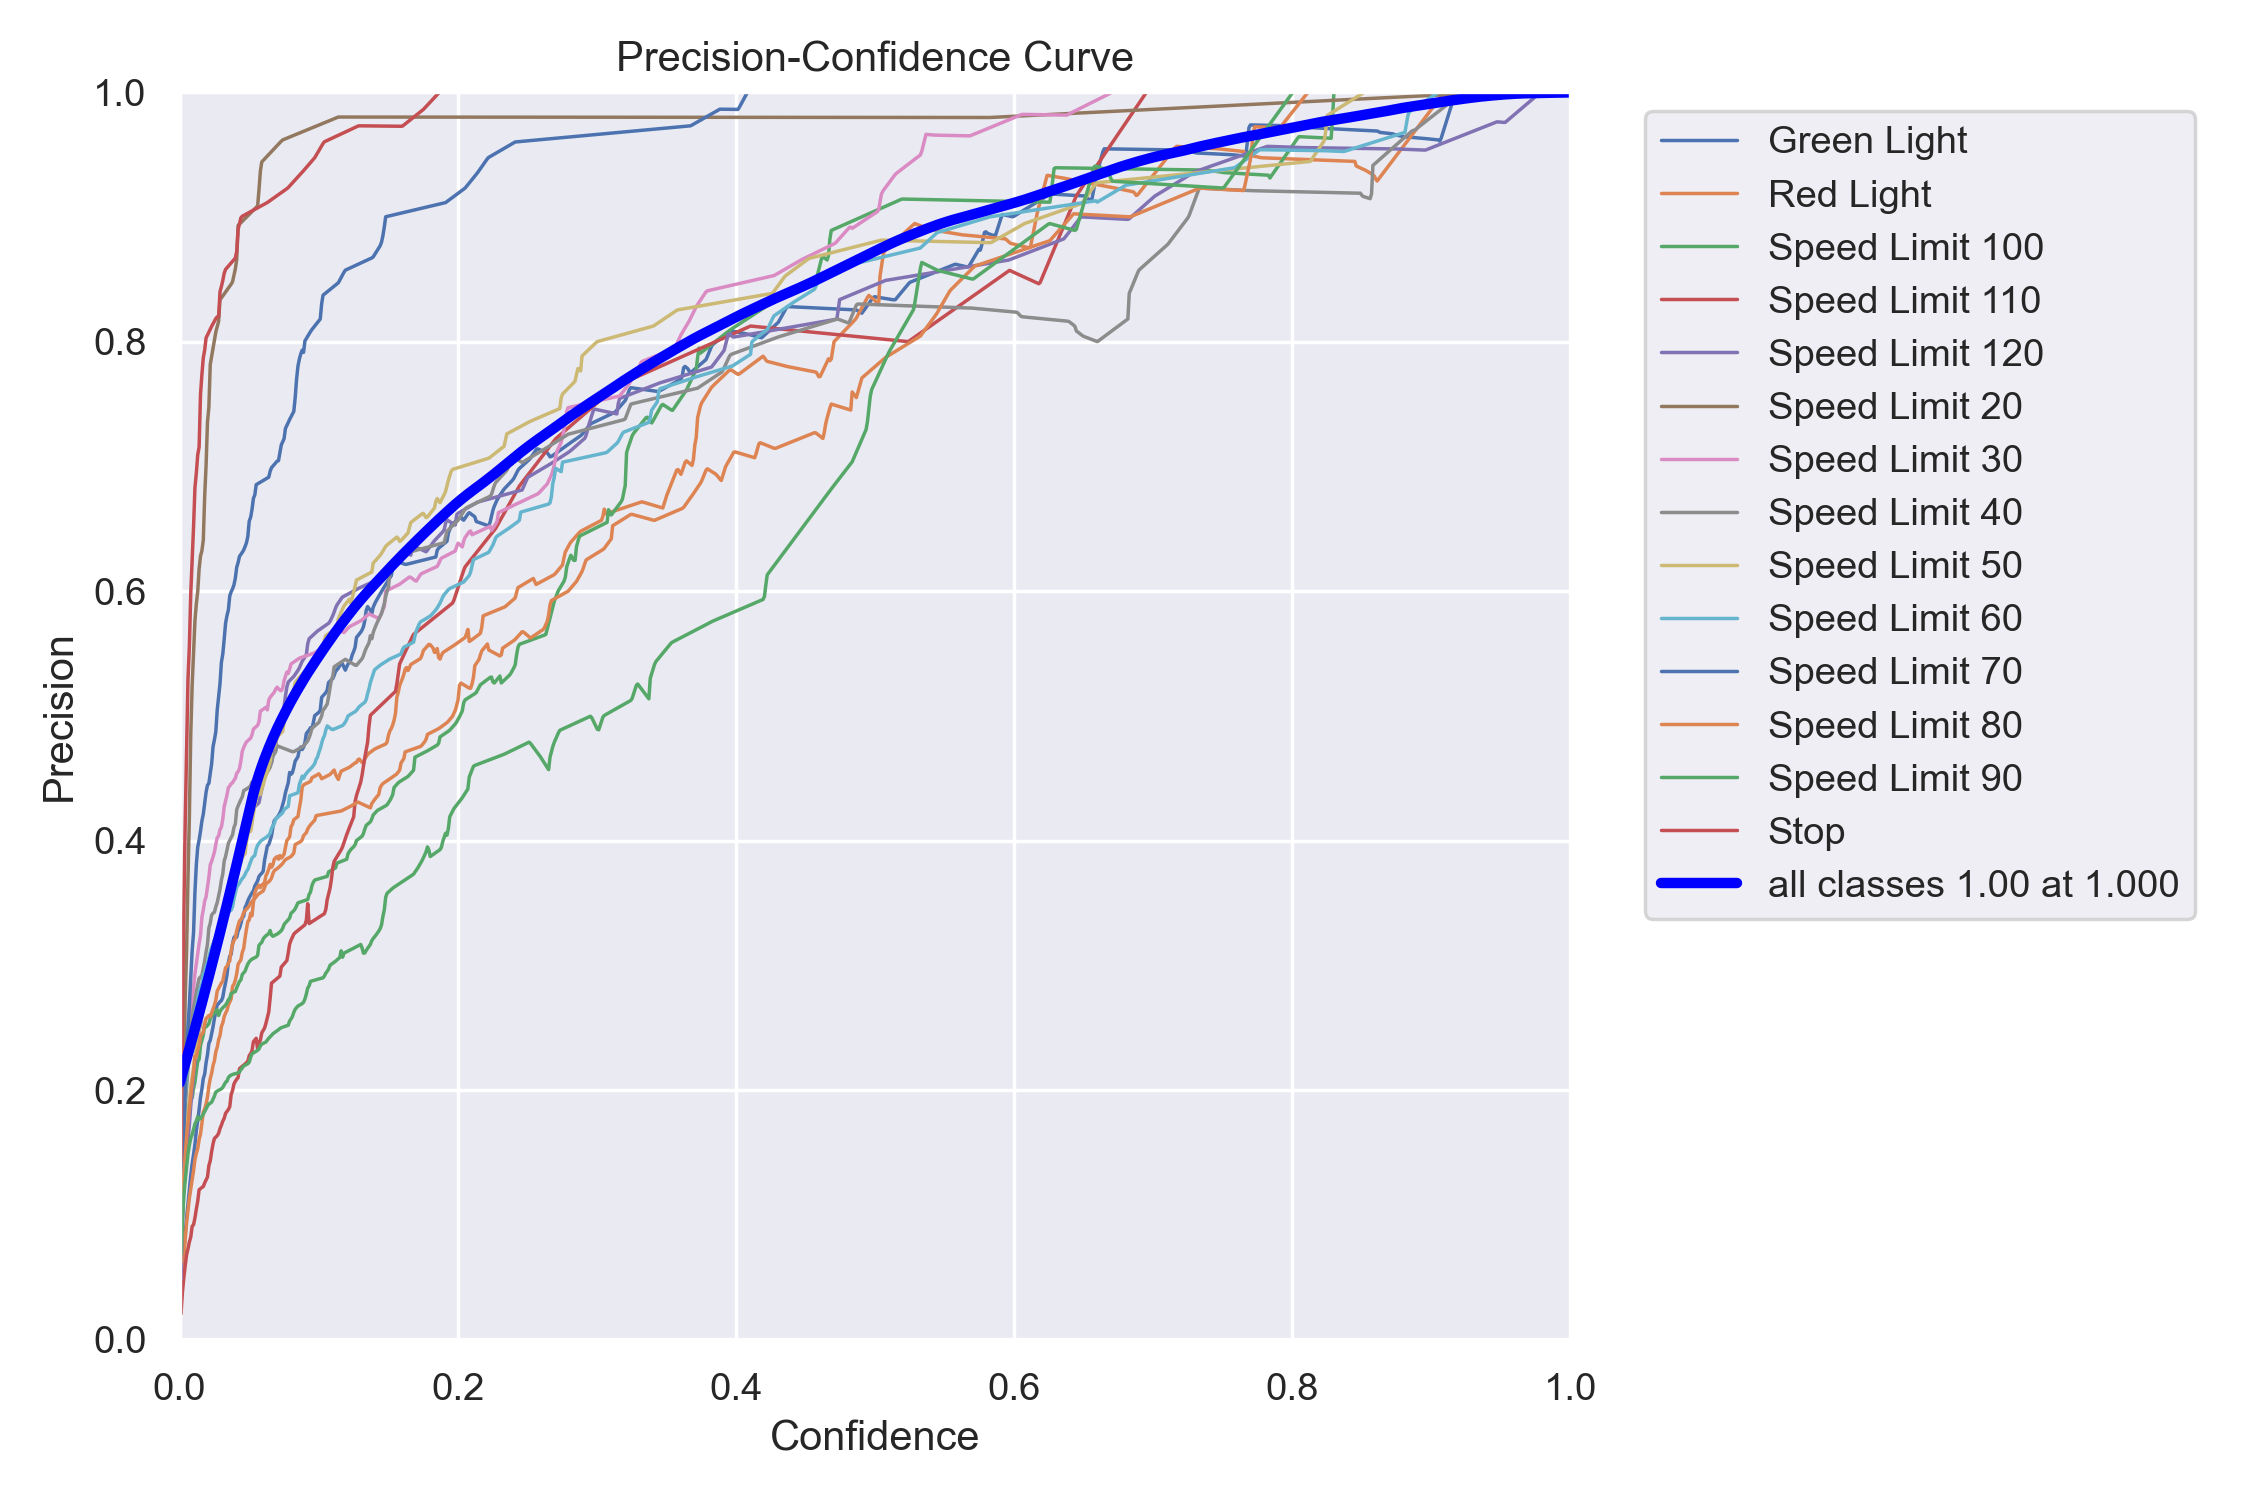 Precision-Confidence Curve
1.0
0.8
0.6
0.4
0.2
0.0
Precision
0.0 0.2 0.4 0.6 0.8 1.0
Confidence
Green Light
Red Light
Speed Limit 100
Speed Limit 110
Speed Limit 120
Speed Limit 20
Speed Limit 30
Speed Limit 40
Speed Limit 50
Speed Limit 60
Speed Limit 70
Speed Limit 80
Speed Limit 90
Stop
all classes 1.00 at 1.000